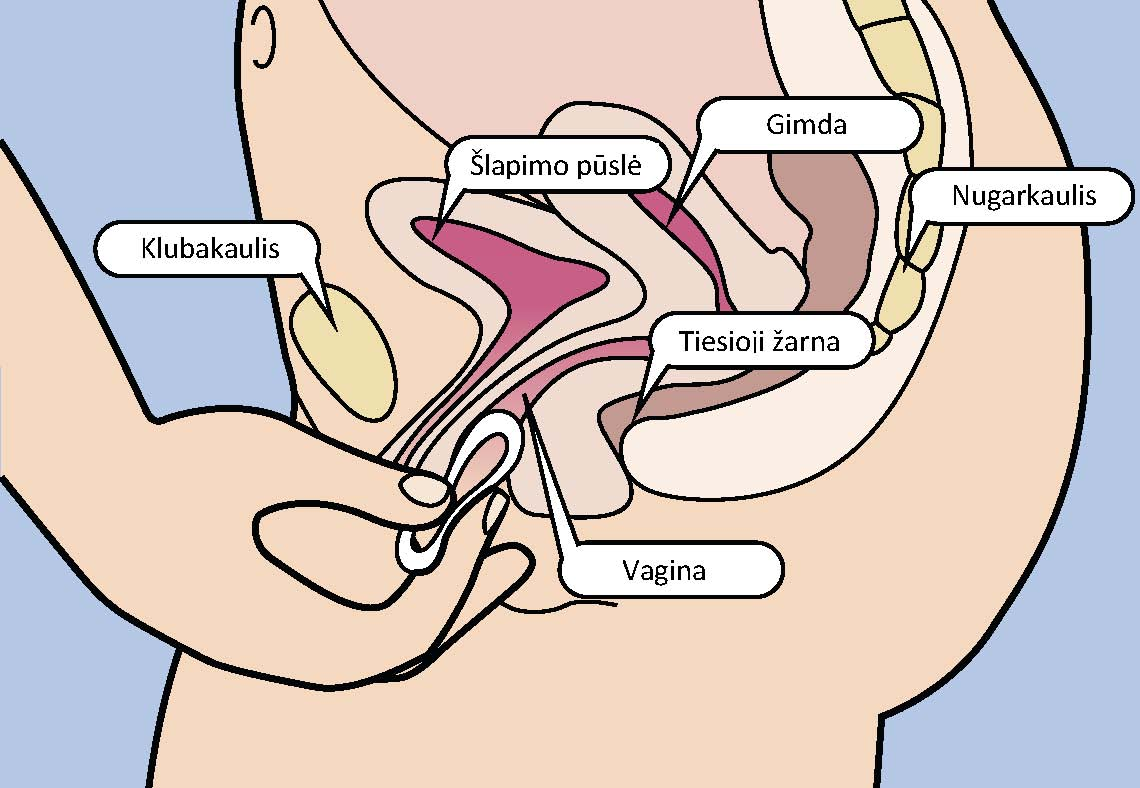 Gimda
Šlapimo pūslė
Nugarkaulis
Klubakaulis
Tiesioji žarna
Vagina